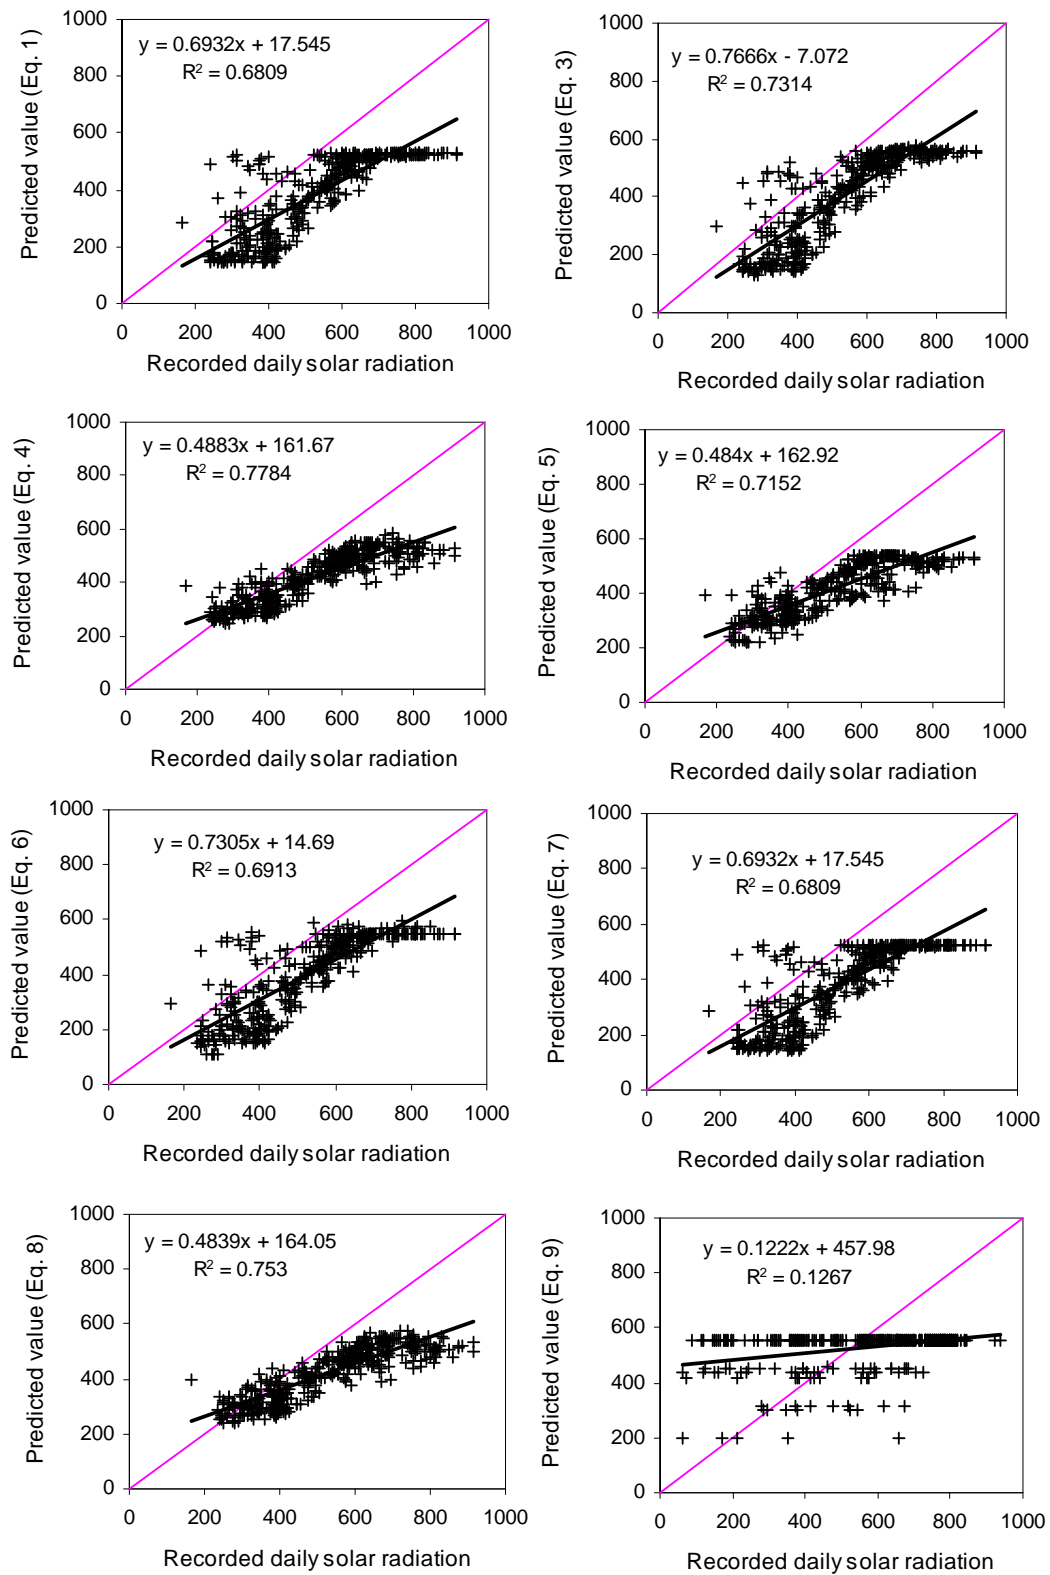 Predicted value (Eq. 1)
1000
800
600
400
200
0
y = 0.6932x + 17.545
R² = 0.6809
0 200 400 600 800 1000
Recorded daily solar radiation
Predicted value (Eq. 3)
1000
800
600
400
200
0
y = 0.7666x - 7.072
R² = 0.7314
0 200 400 600 800 1000
Recorded daily solar radiation
Predicted value (Eq. 4)
1000
800
600
400
200
0
y = 0.4883x + 161.67
R² = 0.7784
0 200 400 600 800 1000
Recorded daily solar radiation
Predicted value (Eq. 5)
1000
800
600
400
200
0
y = 0.484x + 162.92
R² = 0.7152
0 200 400 600 800 1000
Recorded daily solar radiation
Predicted value (Eq. 6)
1000
800
600
400
200
0
y = 0.7305x + 14.69
R² = 0.6913
0 200 400 600 800 1000
Recorded daily solar radiation
Predicted value (Eq. 7)
1000
800
600
400
200
0
y = 0.6932x + 17.545
R² = 0.6809
0 200 400 600 800 1000
Recorded daily solar radiation
Predicted value (Eq. 8)
1000
800
600
400
200
0
y = 0.4839x + 164.05
R² = 0.753
0 200 400 600 800 1000
Recorded daily solar radiation
Predicted value (Eq. 9)
1000
800
600
400
200
0
y = 0.1222x + 457.98
R² = 0.1267
0 200 400 600 800 1000
Recorded daily solar radiation